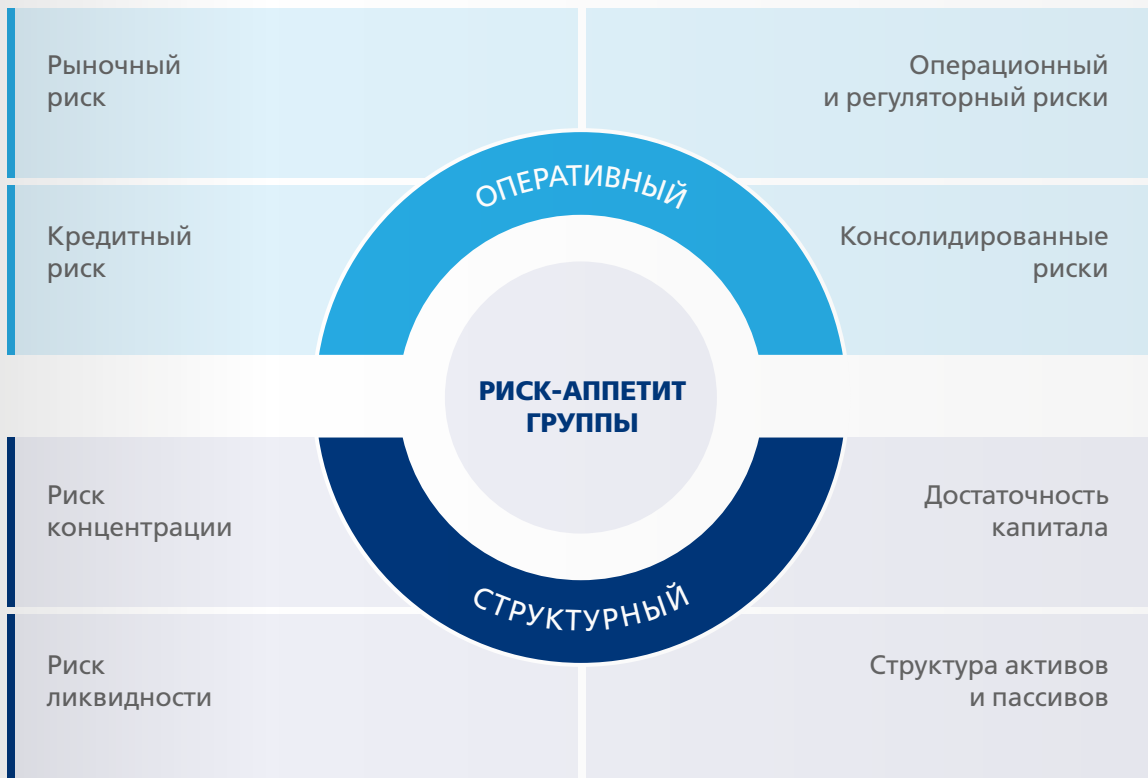 Рыночный
риск
Операционный
и регуляторный риски
ОПЕРАТИВНЫЙ
Кредитный
риск
Консолидированные
риски
РИСК-АППЕТИТ
ГРУППЫ
Риск
концентрации
Достаточность
капитала
СТРУКТУРНЫЙ
Риск
ликвидности
Структура активов
и пассивов